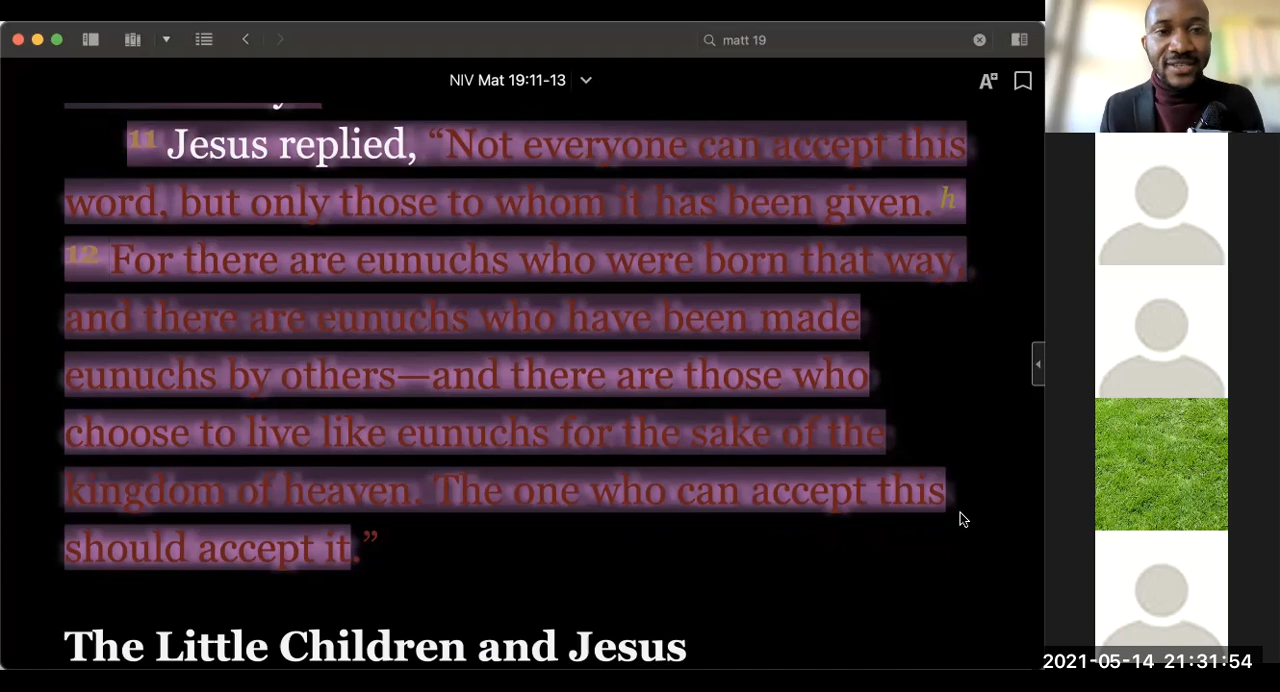 matt 19
NIV Mat 19:11-13
11 Jesus replied, “Not everyone can accept this
word, but only those to whom it has been given. h
12 For there are eunuchs who were born that way,
and there are eunuchs who have been made
eunuchs by others—and there are those who
choose to live like eunuchs for the sake of the
kingdom of heaven. The one who can accept this
should accept it.”
The Little Children and Jesus
2021-05-14 21:31:54